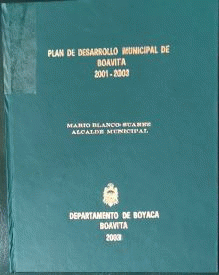 PLAN DE DESARROLLO MUNICIPAL DE
BOAVITA
2001-2003
MARIO BLANCO SUAREZ
ALCALDE MUNICIPAL
DEPARTAMENTO DE BOYACA
BOAVITA
2003